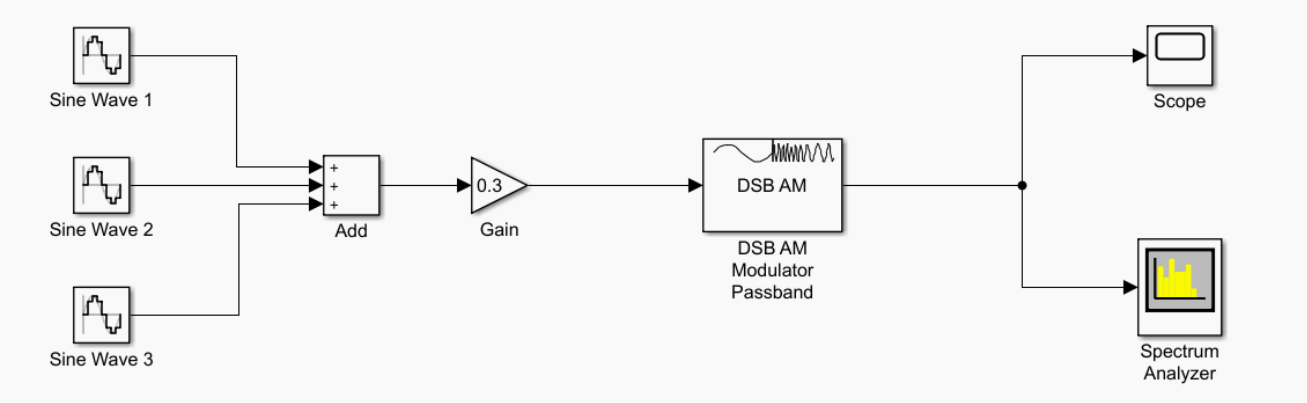 Sine Wave 1
Sine Wave 2
Sine Wave 3
+
+
+
Add
0.3
Gain
DSB AM
DSB AM
Modulator
Passband
Scope
Spectrum
Analyzer